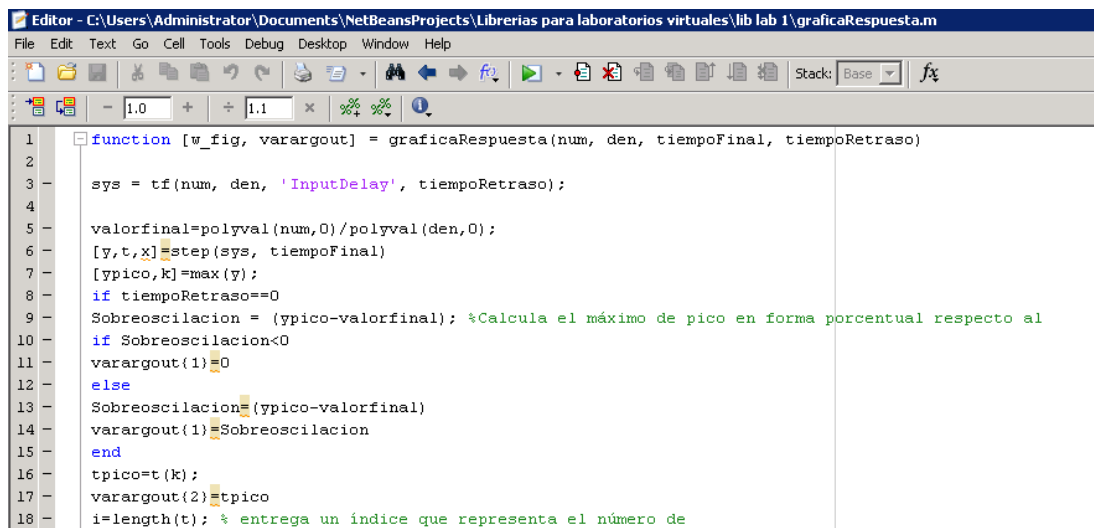 Editor - C:\Users\Administrator\Documents\NetBeansProjects\Librerias para laboratorios virtuales\lib lab 1\graficaRespuesta.m
File Edit Text Go Cell Tools Debug Desktop Window Help
Stack: Base fx
- 1.0 + ÷ 1.1 ×
1 function [w_fig, varargout] = graficaRespuesta(num, den, tiempoFinal, tiempoRetraso)
2
3 - sys = tf(num, den, 'InputDelay', tiempoRetraso);
4
5 - valorfinal=polyval(num,0)/polyval(den,0);
6 - [y,t,x]=step(sys, tiempoFinal)
7 - [ypico,k]=max(y);
8 - if tiempoRetraso==0
9 - Sobreoscilacion = (ypico-valorfinal); %Calcula el máximo de pico en forma porcentual respecto al
10 - if Sobreoscilacion<0
11 - varargout{1}=0
12 - else
13 - Sobreoscilacion=(ypico-valorfinal)
14 - varargout{1}=Sobreoscilacion
15 - end
16 - tpico=t(k);
17 - varargout{2}=tpico
18 - i=length(t); % entrega un índice que representa el número de